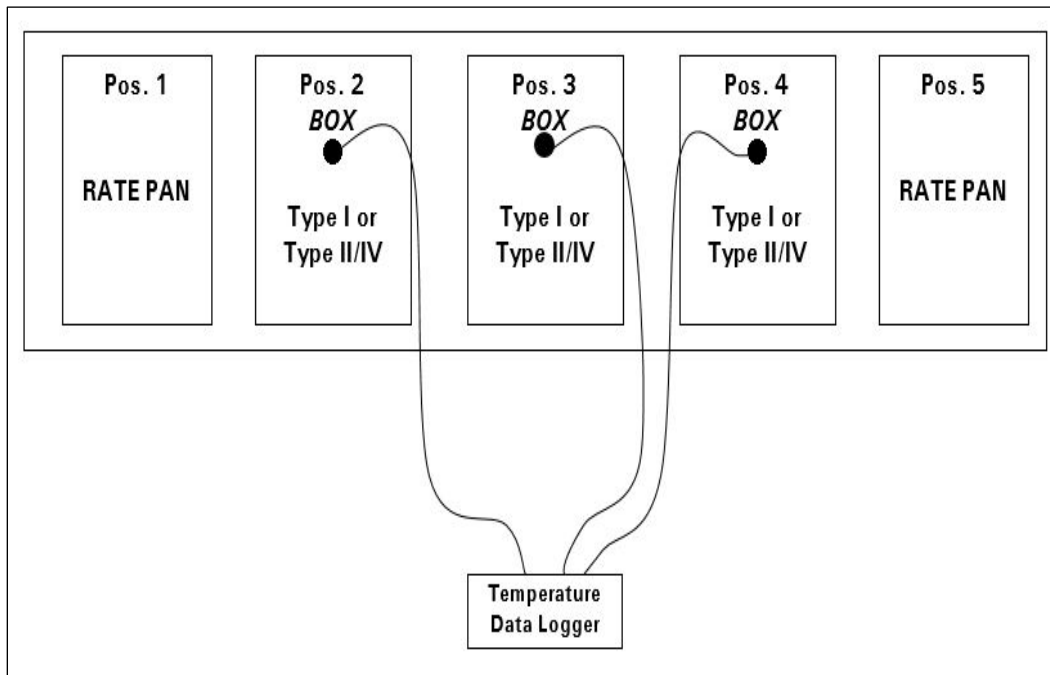 Pos. 1
RATE PAN
Pos. 2
BOX
Type I or
Type II/IV
Pos. 3
BOX
Type I or
Type II/IV
Pos. 4
BOX
Type I or
Type II/IV
Pos. 5
RATE PAN
Temperature
Data Logger